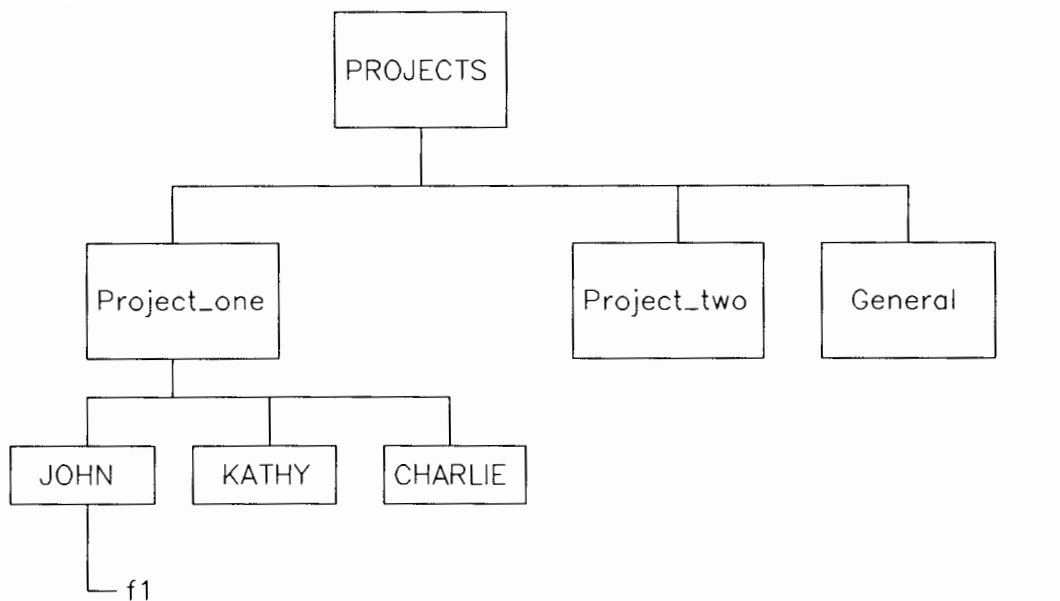 PROJECTS
Project_one
Project_two
General
JOHN
KATHY
CHARLIE
f1